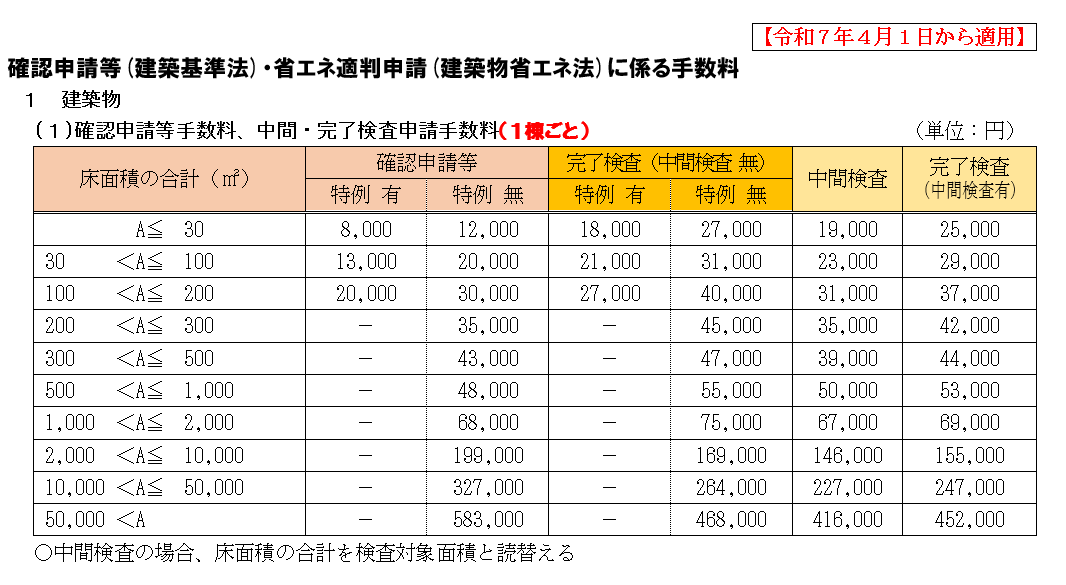 【令和７年４月１日から適用】
確認申請等(建築基準法)・省エネ適判申請(建築物省エネ法)に係る手数料
１　建築物
(１)確認申請等手数料、中間・完了検査申請手数料(１棟ごと)　（単位：円）
床面積の合計（㎡）　確認申請等　完了検査（中間検査 無）　中間検査　完了検査（中間検査有）
特例 有　特例 無　特例 有　特例 無
A≦ 30　8,000　12,000　18,000　27,000　19,000　25,000
30 ＜A≦ 100　13,000　20,000　21,000　31,000　23,000　29,000
100 ＜A≦ 200　20,000　30,000　27,000　40,000　31,000　37,000
200 ＜A≦ 300　－　35,000　－　45,000　35,000　42,000
300 ＜A≦ 500　－　43,000　－　47,000　39,000　44,000
500 ＜A≦ 1,000　－　48,000　－　55,000　50,000　53,000
1,000 ＜A≦ 2,000　－　68,000　－　75,000　67,000　69,000
2,000 ＜A≦ 10,000　－　199,000　－　169,000　146,000　155,000
10,000 ＜A≦ 50,000　－　327,000　－　264,000　227,000　247,000
50,000 ＜A　－　583,000　－　468,000　416,000　452,000
○中間検査の場合、床面積の合計を検査対象面積と読替える